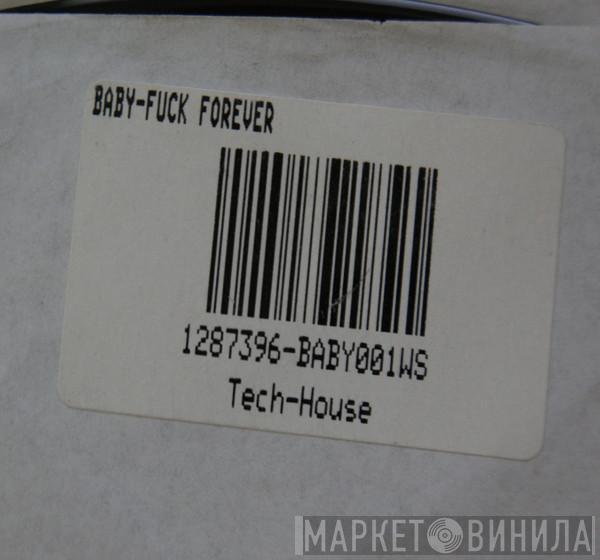 BABY-FUCK FOREVER
1287396-BABY001WS
Tech-House
МАРКЕТ ВИНИЛА